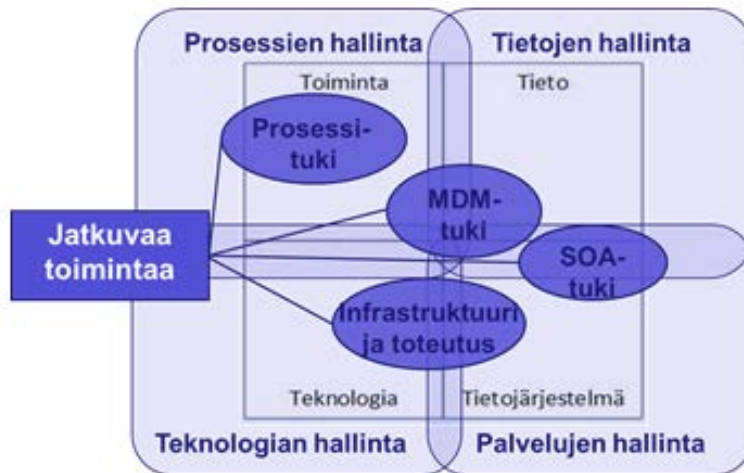 Prosessien hallinta
Tietojen hallinta
Toiminta
Tieto
Prosessi-
tuki
MDM-
tuki
Jatkuvaa
toimintaa
SOA-
tuki
Infrastruktuuri
ja toteutus
Teknologia
Tietojärjestelmä
Teknologian hallinta
Palvelujen hallinta